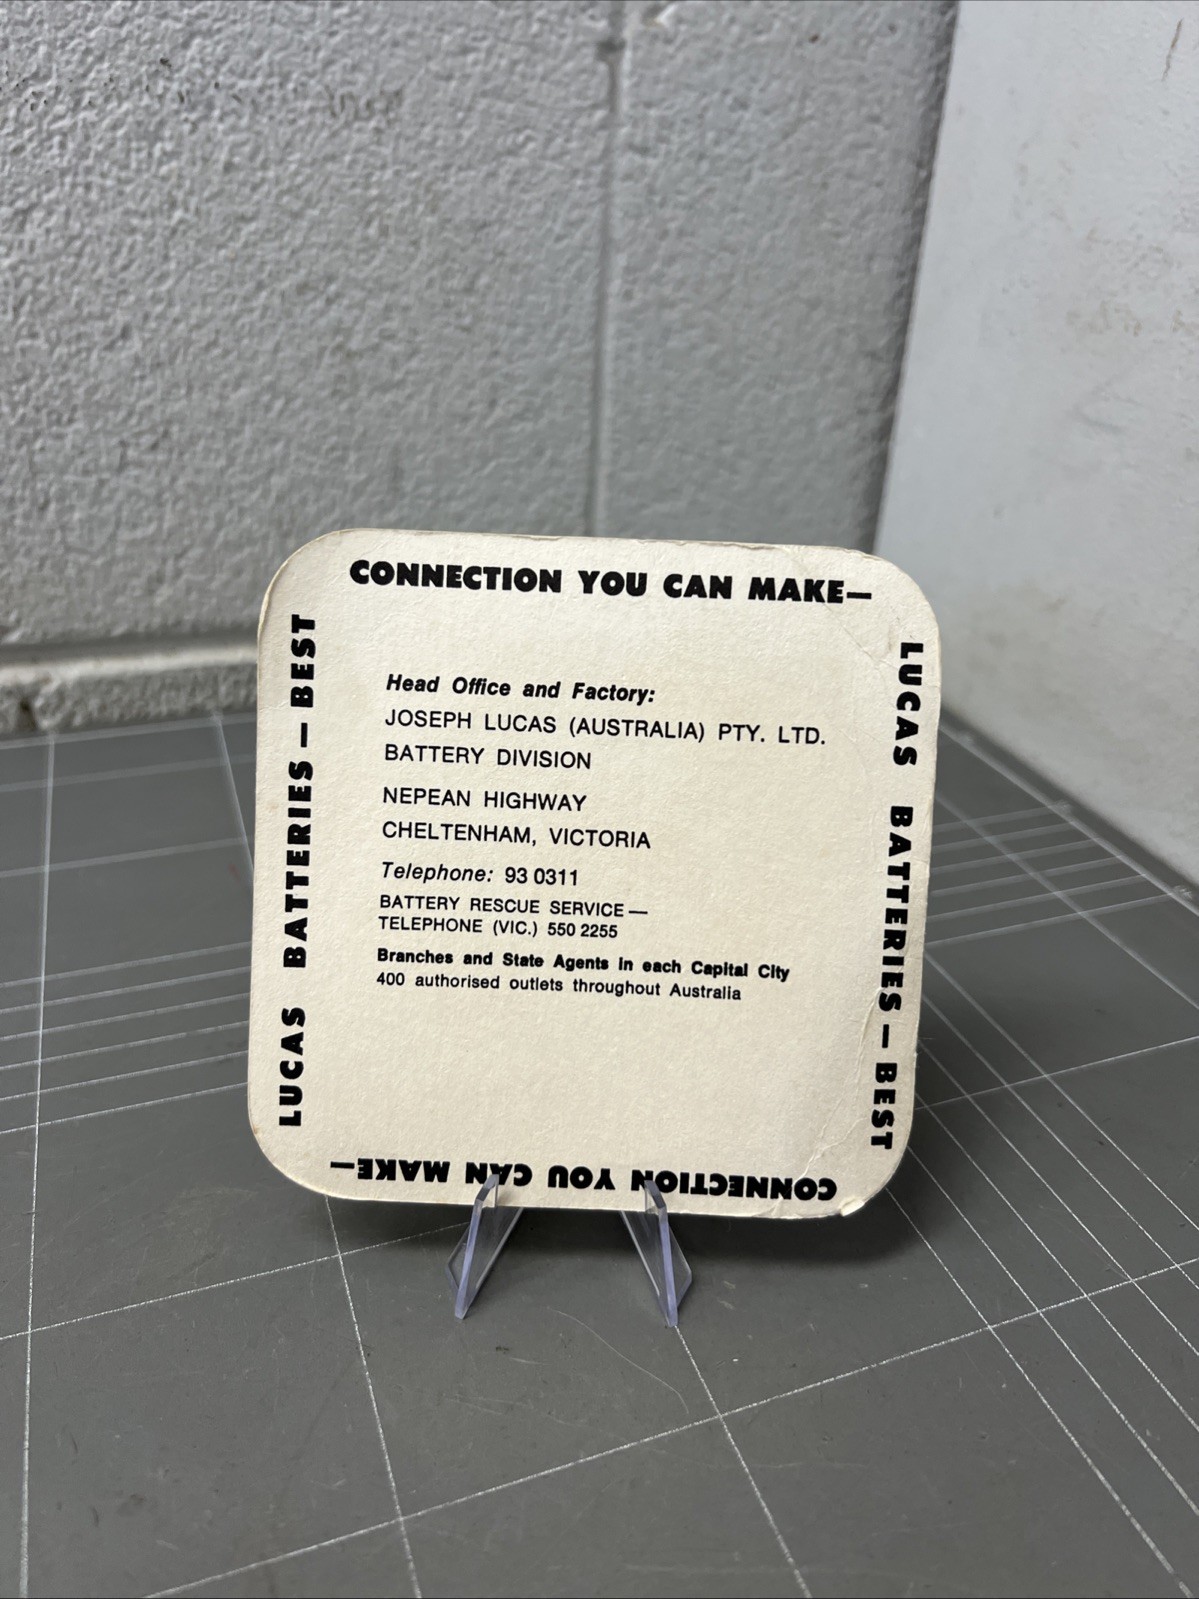 CONNECTION YOU CAN MAKE—
LUCAS BATTERIES — BEST
Head Office and Factory:
JOSEPH LUCAS (AUSTRALIA) PTY. LTD.
BATTERY DIVISION
NEPEAN HIGHWAY
CHELTENHAM, VICTORIA
Telephone: 93 0311
BATTERY RESCUE SERVICE —
TELEPHONE (VIC.) 550 2255
Branches and State Agents in each Capital City
400 authorised outlets throughout Australia
LUCAS BATTERIES — BEST
CONNECTION YOU CAN MAKE—